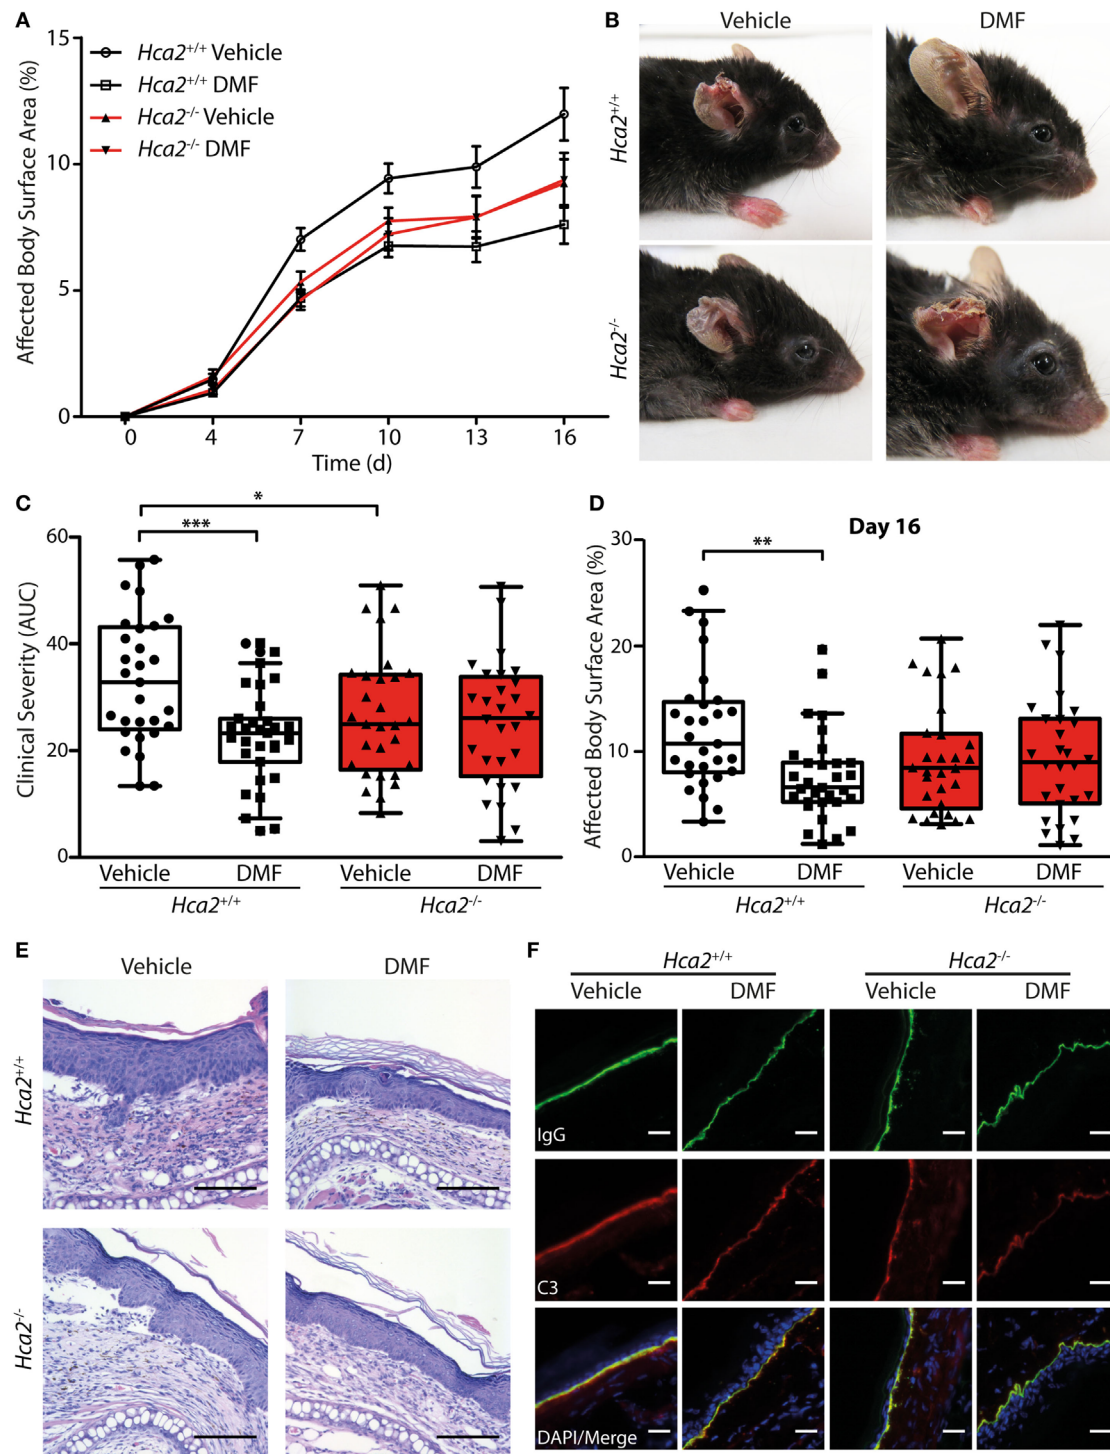 A
15
10
5
0
Affected Body Surface Area (%)
Hca2+/+ Vehicle
Hca2+/+ DMF
Hca2-/- Vehicle
Hca2-/- DMF
0 4 7 10 13 16
Time (d)
B
Vehicle DMF
Hca2+/+
Hca2-/-
C
60
40
20
0
Clinical Severity (AUC)
*
***
Vehicle DMF Vehicle DMF
Hca2+/+ Hca2-/-
D
Day 16
30
20
10
0
Affected Body Surface Area (%)
**
Vehicle DMF Vehicle DMF
Hca2+/+ Hca2-/-
E
Vehicle DMF
Hca2+/+
Hca2-/-
F
Hca2+/+ Hca2-/-
Vehicle DMF Vehicle DMF
IgG
C3
DAPI/Merge